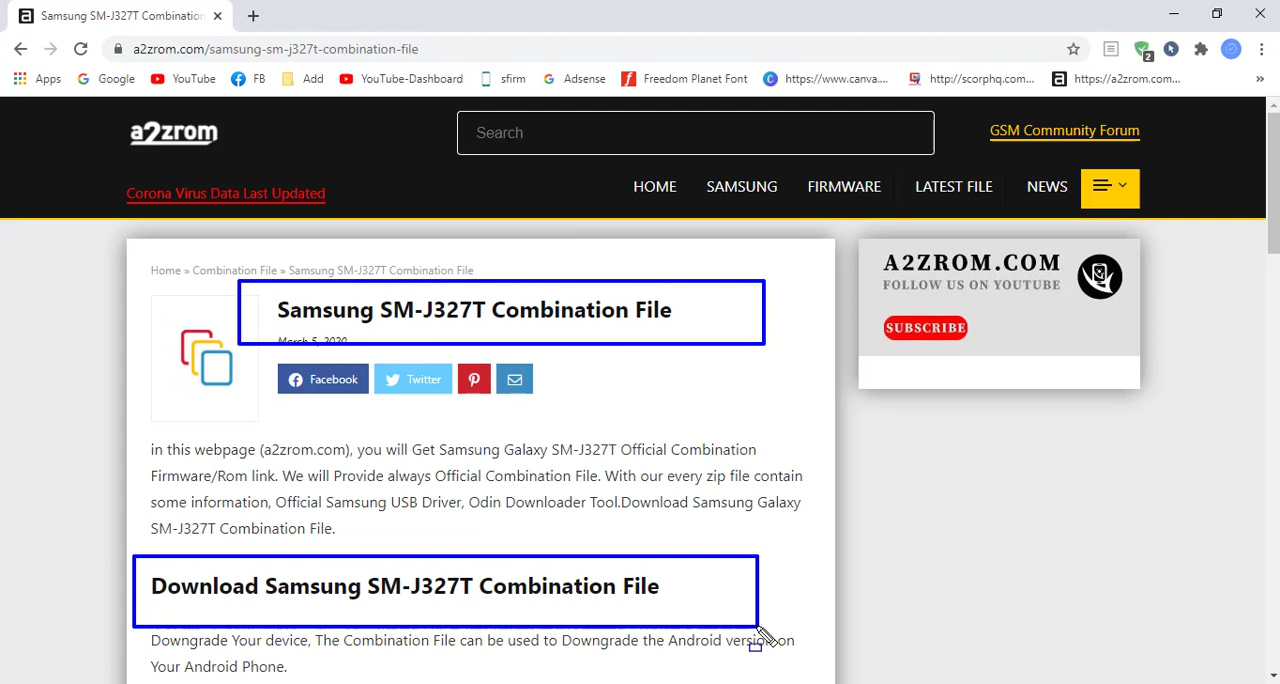 Samsung SM-J327T Combination
a2zrom.com/samsung-sm-j327t-combination-file
2
Apps Google YouTube FB Add YouTube-Dashboard sfirm Adsense Freedom Planet Font https://www.canva.... http://scorphq.com... https://a2zrom.com... »
a2zrom
Search
GSM Community Forum
Corona Virus Data Last Updated
HOME SAMSUNG FIRMWARE LATEST FILE NEWS
Home » Combination File » Samsung SM-J327T Combination File
Samsung SM-J327T Combination File
March 5, 2020
Facebook Twitter
in this webpage (a2zrom.com), you will Get Samsung Galaxy SM-J327T Official Combination
Firmware/Rom link. We will Provide always Official Combination File. With our every zip file contain
some information, Official Samsung USB Driver, Odin Downloader Tool.Download Samsung Galaxy
SM-J327T Combination File.
Download Samsung SM-J327T Combination File
Downgrade Your device, The Combination File can be used to Downgrade the Android version on
Your Android Phone.
A2ZROM.COM
FOLLOW US ON YOUTUBE
SUBSCRIBE